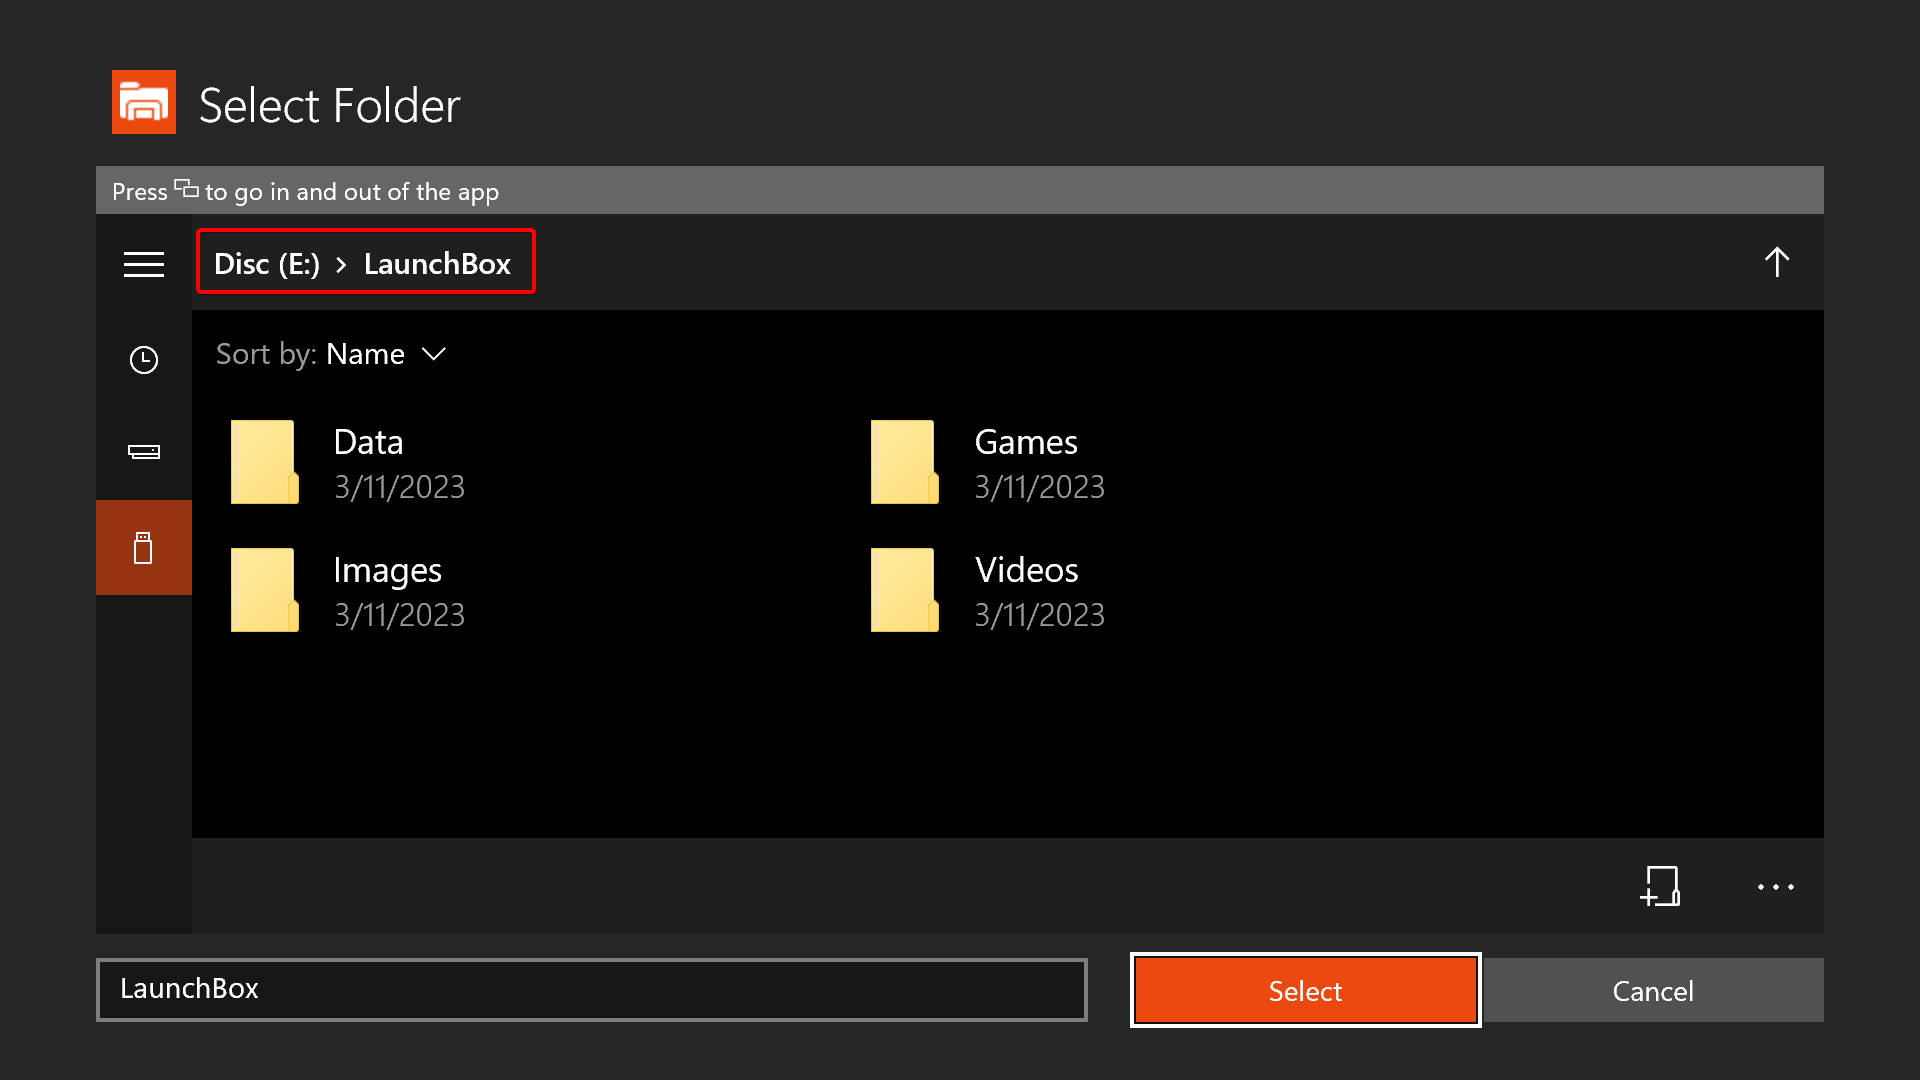 Select Folder
Press to go in and out of the app
Disc (E:) > LaunchBox
Sort by: Name
Data
3/11/2023
Games
3/11/2023
Images
3/11/2023
Videos
3/11/2023
LaunchBox
Select
Cancel